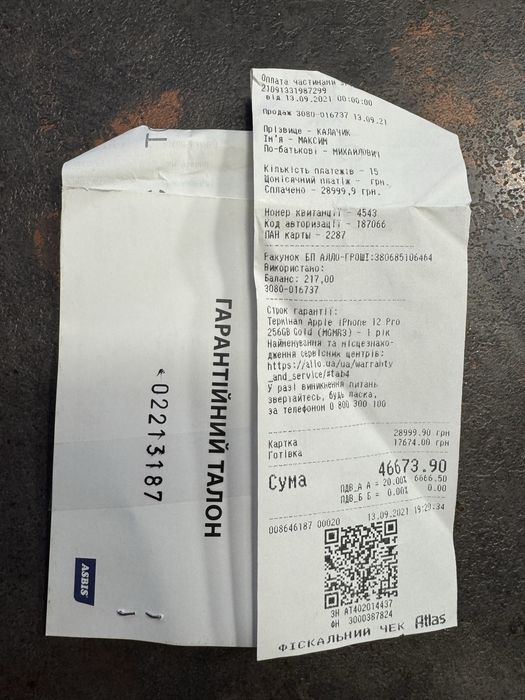 Оплата частинами
21091331987299
від 13.09.2021 00:00:00
Продаж 3080-016737 13.09.21
Прізвище - КАЛАЧИК
Ім'я - МАКСИМ
По-батькові - МИХАЙЛОВИЧ
Кількість платежів - 15
Щомісячний платіж - грн.
Сплачено - 28999,9 грн.
Номер квитанції - 4543
Код авторизації - 187066
ПАН карты - 2287
Рахунок БП АЛЛО-ГРОШІ:380685106464
Використано:
Баланс: 217,00
3080-016737
Строк гарантії:
Термінал Apple iPhone 12 Pro
256GB Gold (MGMR3) - 1 рік
Найменування та місцезнахо-
дження сервісних центрів:
https://allo.ua/ua/warranty
_and_service/#tab4
У разі виникнення питань
звертайтесь, будь ласка,
за телефоном 0 800 300 100
28999.90 грн
Картка 17674.00 грн
Готівка
Сума 46673.90
ПДВ_А А = 20.00% 6666.50
ПДВ_Б Б = 0.00% 0.00
13.09.2021 19:29:34
008646187 00020
ЗН АТ402014437
ФН 3000387824
ФІСКАЛЬНИЙ ЧЕК Atlas
ГАРАНТІЙНИЙ ТАЛОН
*02213187
ASBIS